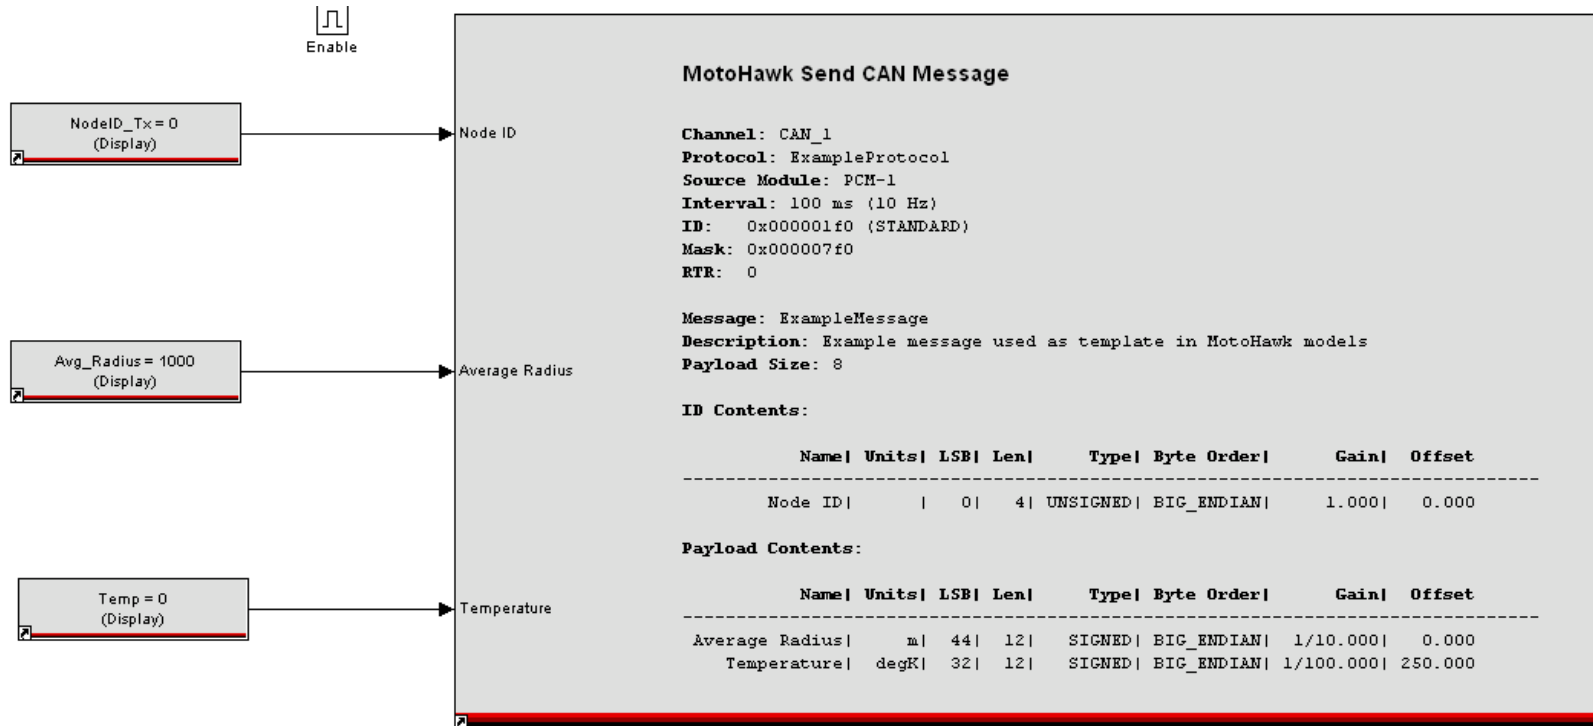 Enable
MotoHawk Send CAN Message
NodeID_Tx = 0
(Display)
Node ID
Channel: CAN_1
Protocol: ExampleProtocol
Source Module: PCM-1
Interval: 100 ms (10 Hz)
ID: 0x000001f0 (STANDARD)
Mask: 0x000007f0
RTR: 0
Message: ExampleMessage
Description: Example message used as template in MotoHawk models
Payload Size: 8
Avg_Radius = 1000
(Display)
Average Radius
ID Contents:
Name| Units| LSB| Len| Type| Byte Order| Gain| Offset
--------------------------------------------------------------------------------
Node ID| | 0| 4| UNSIGNED| BIG_ENDIAN| 1.000| 0.000
Payload Contents:
Name| Units| LSB| Len| Type| Byte Order| Gain| Offset
--------------------------------------------------------------------------------
Average Radius| m| 44| 12| SIGNED| BIG_ENDIAN| 1/10.000| 0.000
Temperature| degK| 32| 12| SIGNED| BIG_ENDIAN| 1/100.000| 250.000
Temp = 0
(Display)
Temperature